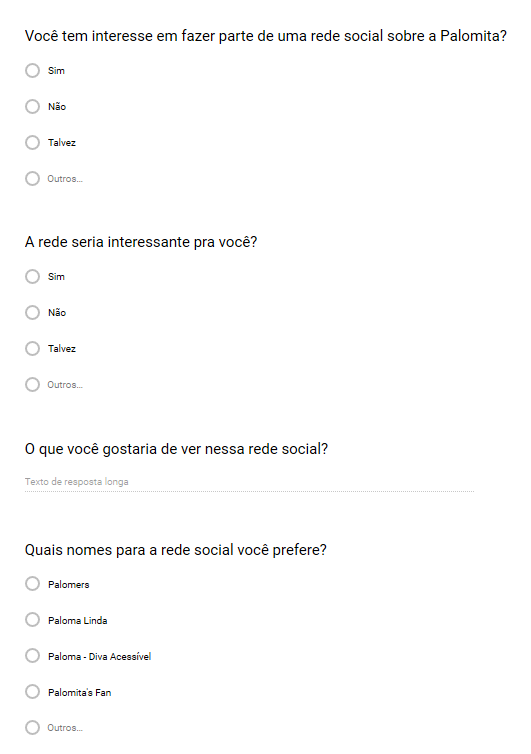 Você tem interesse em fazer parte de uma rede social sobre a Palomita?
Sim
Não
Talvez
Outros...
A rede seria interessante pra você?
Sim
Não
Talvez
Outros...
O que você gostaria de ver nessa rede social?
Texto de resposta longa
Quais nomes para a rede social você prefere?
Palomers
Paloma Linda
Paloma - Diva Acessível
Palomita's Fan
Outros...